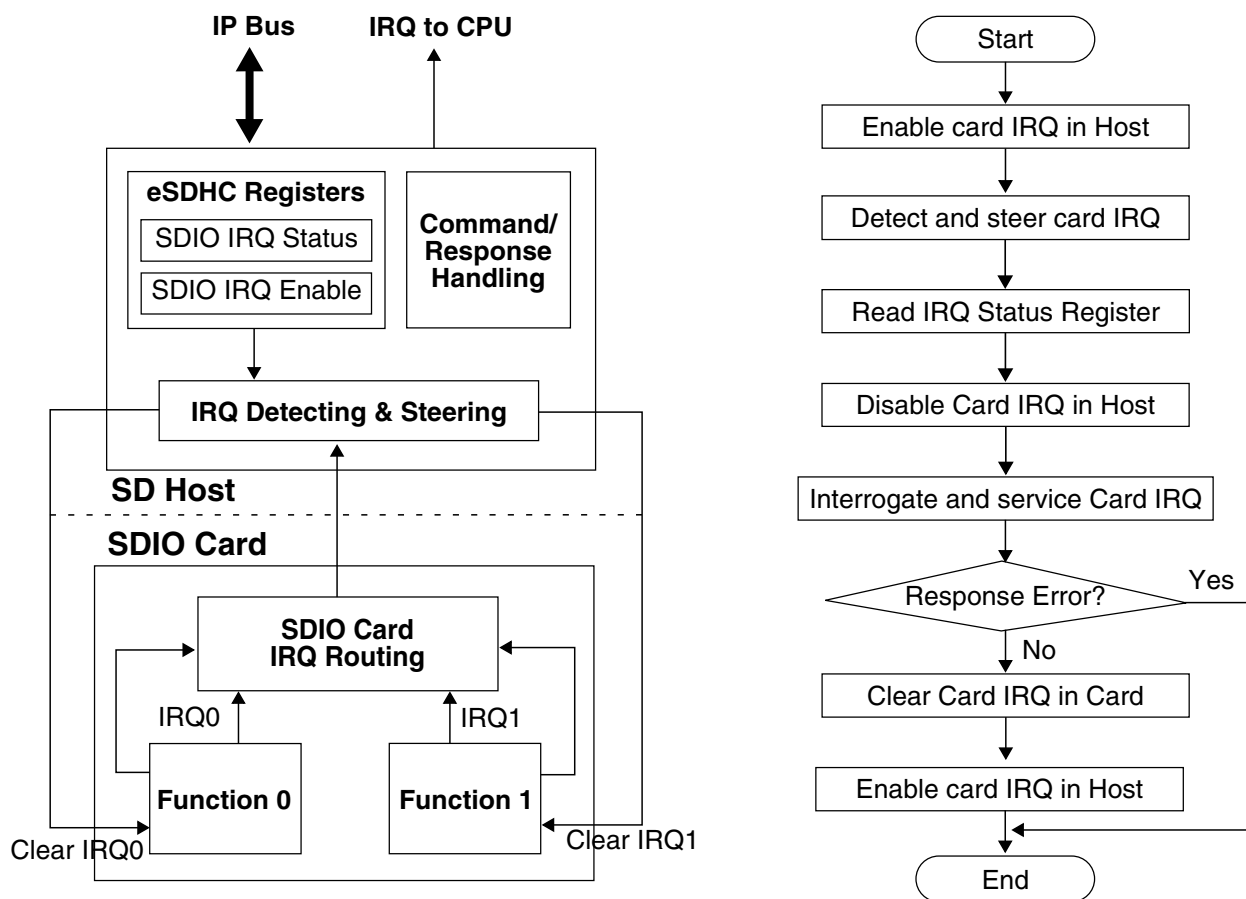 IP Bus
IRQ to CPU
eSDHC Registers
SDIO IRQ Status
SDIO IRQ Enable
Command/
Response
Handling
IRQ Detecting & Steering
SD Host
SDIO Card
SDIO Card
IRQ Routing
IRQ0
IRQ1
Function 0
Function 1
Clear IRQ0
Clear IRQ1
Start
Enable card IRQ in Host
Detect and steer card IRQ
Read IRQ Status Register
Disable Card IRQ in Host
Interrogate and service Card IRQ
Response Error?
Yes
No
Clear Card IRQ in Card
Enable card IRQ in Host
End